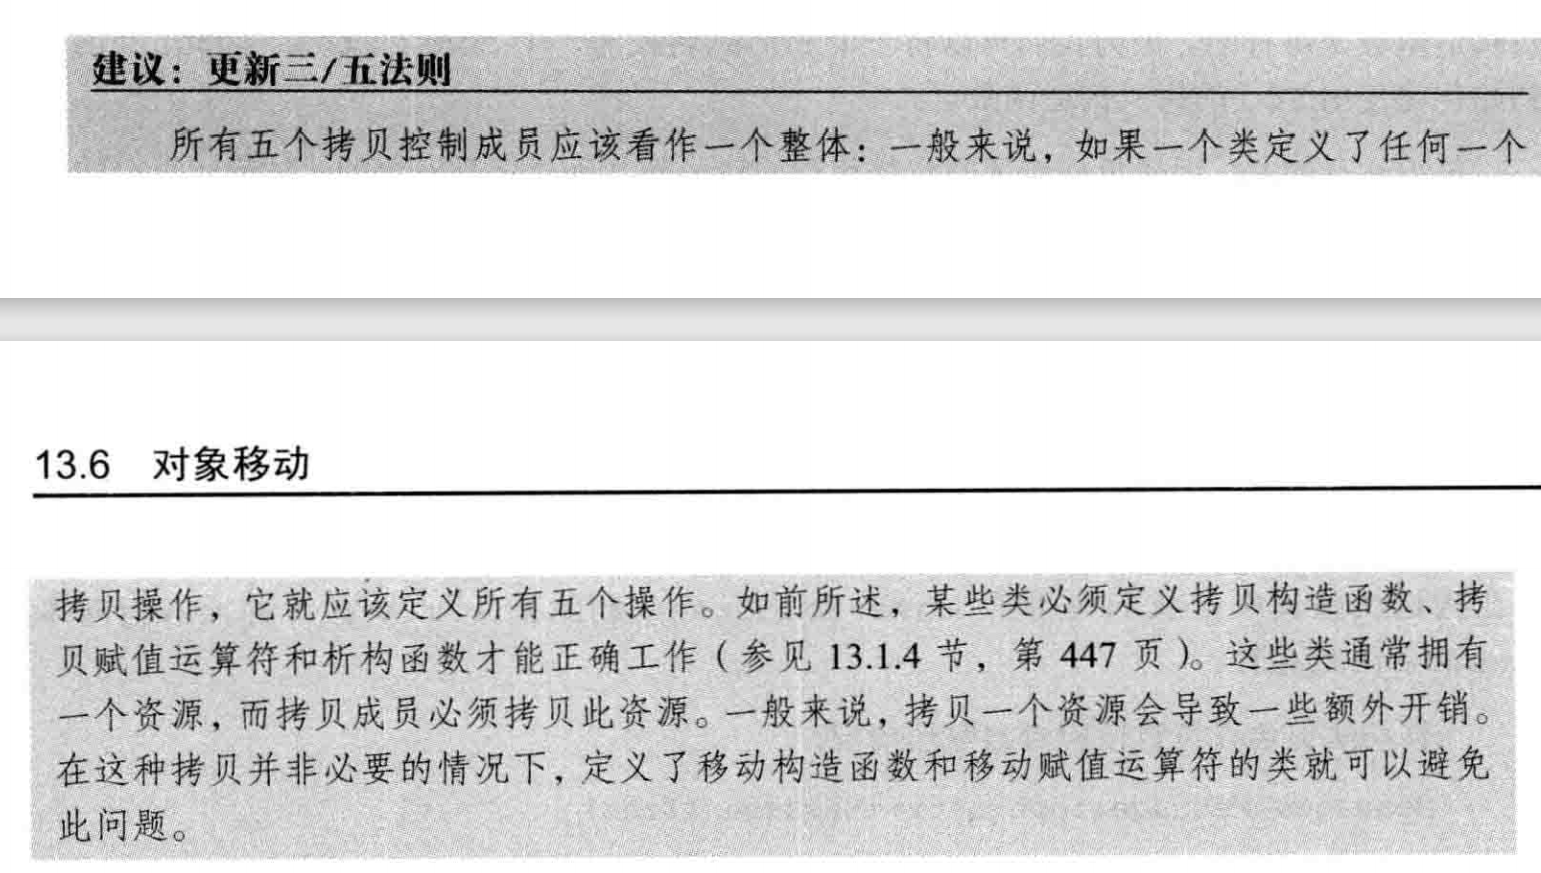 建议：更新三/五法则
所有五个拷贝控制成员应该看作一个整体：一般来说，如果一个类定义了任何一个
13.6 对象移动
拷贝操作，它就应该定义所有五个操作。如前所述，某些类必须定义拷贝构造函数、拷
贝赋值运算符和析构函数才能正确工作（参见 13.1.4 节，第 447 页）。这些类通常拥有
一个资源，而拷贝成员必须拷贝此资源。一般来说，拷贝一个资源会导致一些额外开销。
在这种拷贝并非必要的情况下，定义了移动构造函数和移动赋值运算符的类就可以避免
此问题。